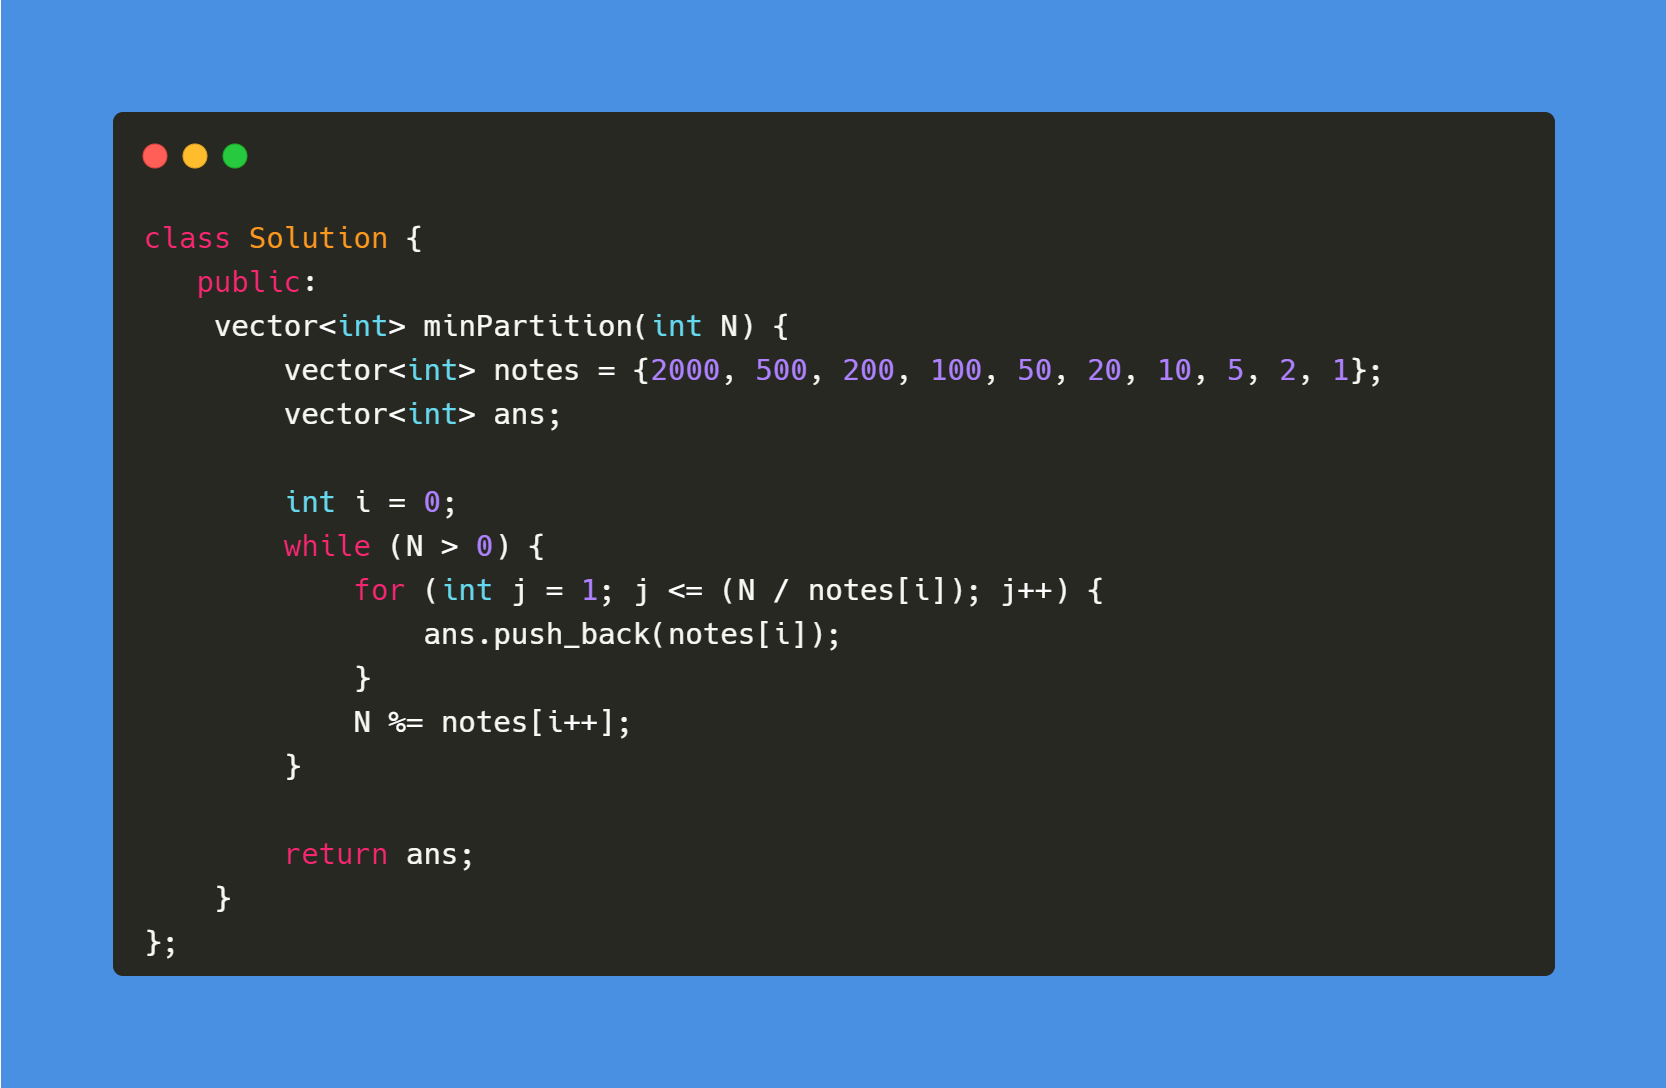 class Solution {
   public:
    vector<int> minPartition(int N) {
        vector<int> notes = {2000, 500, 200, 100, 50, 20, 10, 5, 2, 1};
        vector<int> ans;

        int i = 0;
        while (N > 0) {
            for (int j = 1; j <= (N / notes[i]); j++) {
                ans.push_back(notes[i]);
            }
            N %= notes[i++];
        }

        return ans;
    }
};